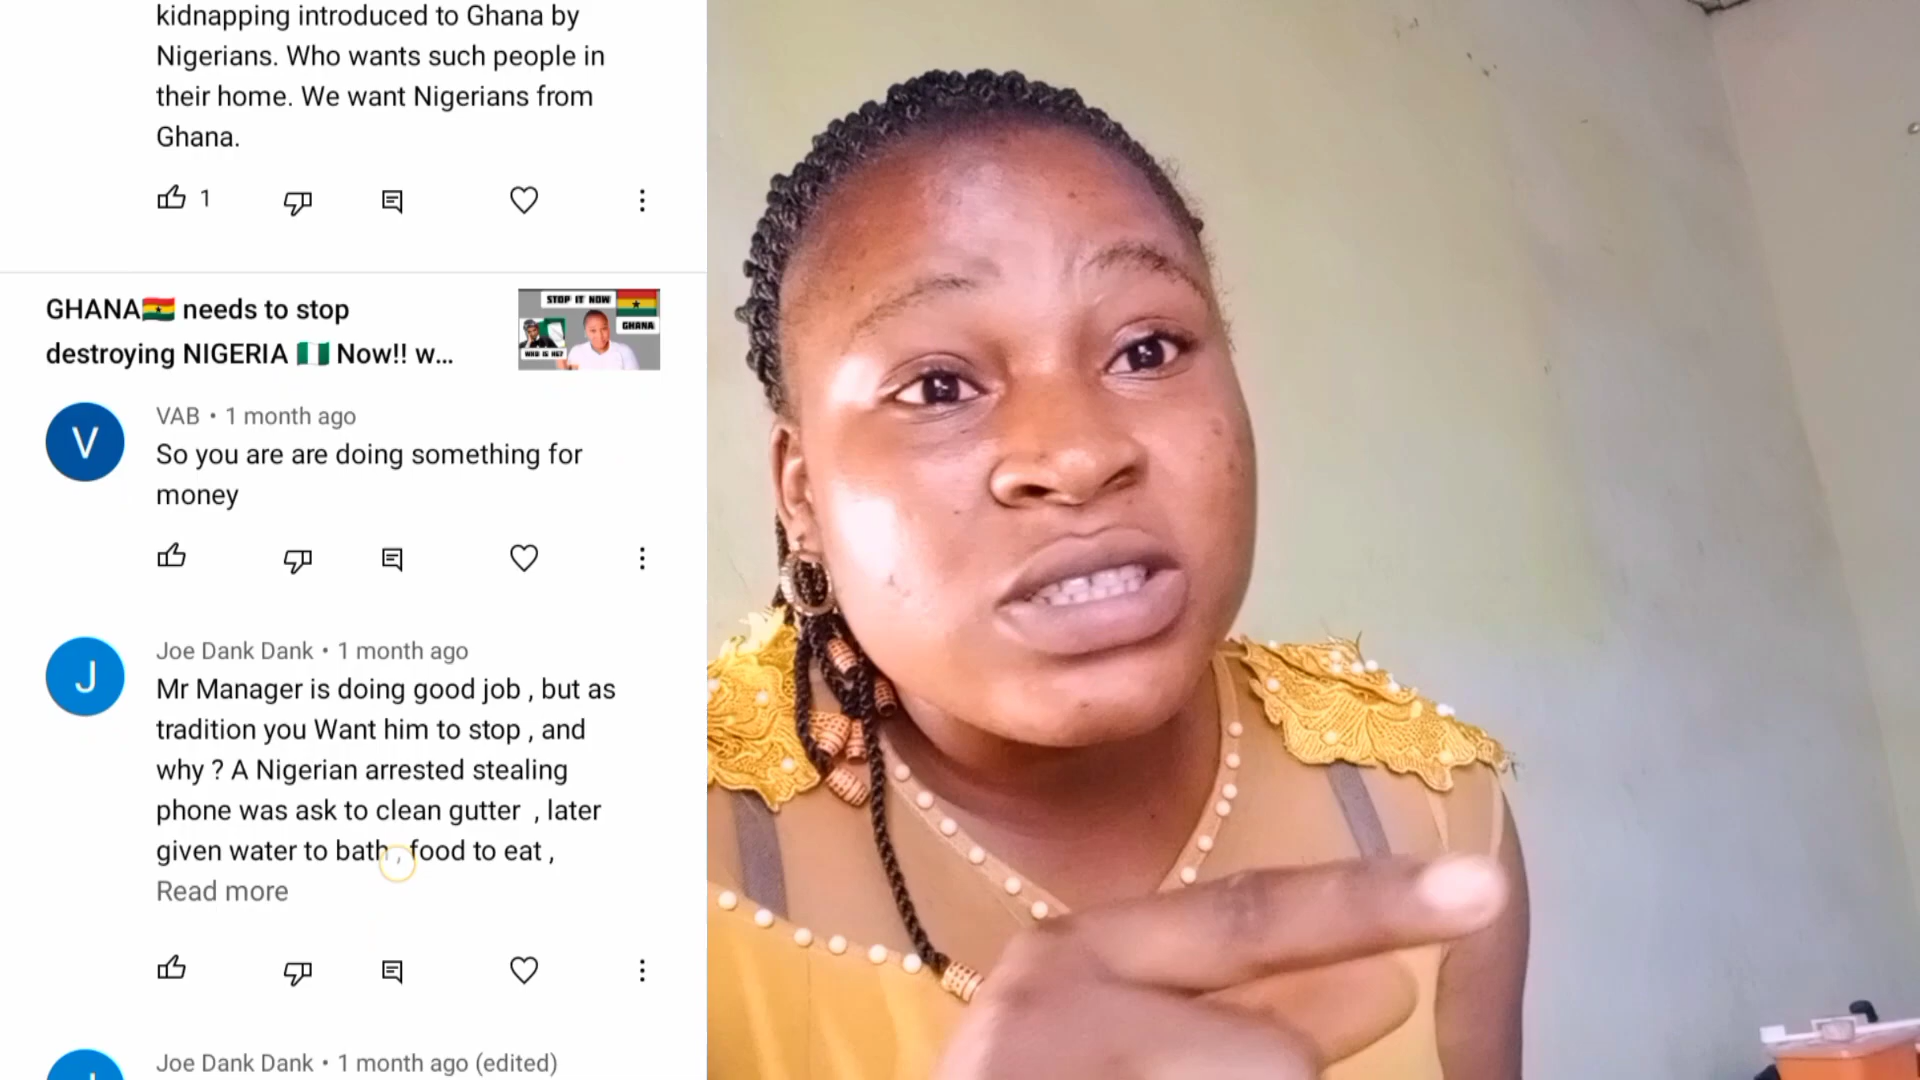 kidnapping introduced to Ghana by
Nigerians. Who wants such people in
their home. We want Nigerians from
Ghana.
1
GHANA🇬🇭 needs to stop
destroying NIGERIA 🇳🇬 Now!! w...
STOP IT NOW
GHANA
WHO IS HE?
V
VAB • 1 month ago
So you are are doing something for
money
J
Joe Dank Dank • 1 month ago
Mr Manager is doing good job , but as
tradition you Want him to stop , and
why ? A Nigerian arrested stealing
phone was ask to clean gutter , later
given water to bath , food to eat ,
Read more
Joe Dank Dank • 1 month ago (edited)